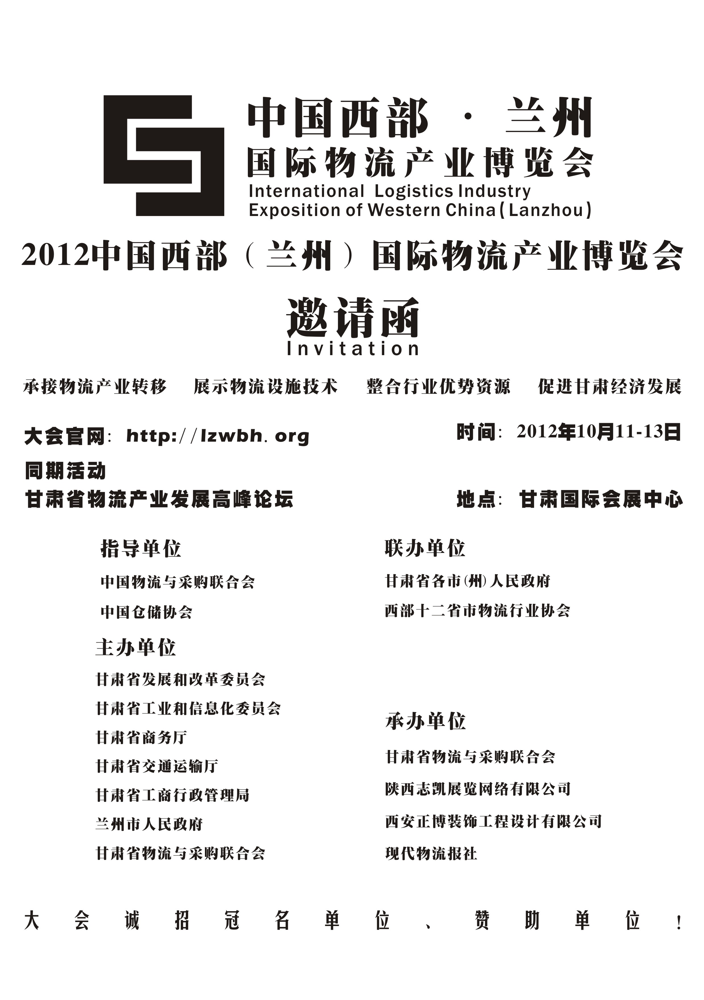 中国西部 · 兰州
国际物流产业博览会
International Logistics Industry
Exposition of Western China (Lanzhou)
2012中国西部（兰州）国际物流产业博览会
邀请函
Invitation
承接物流产业转移 展示物流设施技术 整合行业优势资源 促进甘肃经济发展
大会官网：http://lzwbh.org
时间：2012年10月11-13日
同期活动
甘肃省物流产业发展高峰论坛
地点：甘肃国际会展中心
指导单位
中国物流与采购联合会
中国仓储协会
联办单位
甘肃省各市(州)人民政府
西部十二省市物流行业协会
主办单位
甘肃省发展和改革委员会
甘肃省工业和信息化委员会
甘肃省商务厅
甘肃省交通运输厅
甘肃省工商行政管理局
兰州市人民政府
甘肃省物流与采购联合会
承办单位
甘肃省物流与采购联合会
陕西志凯展览网络有限公司
西安正博装饰工程设计有限公司
现代物流报社
大会诚招冠名单位、赞助单位！